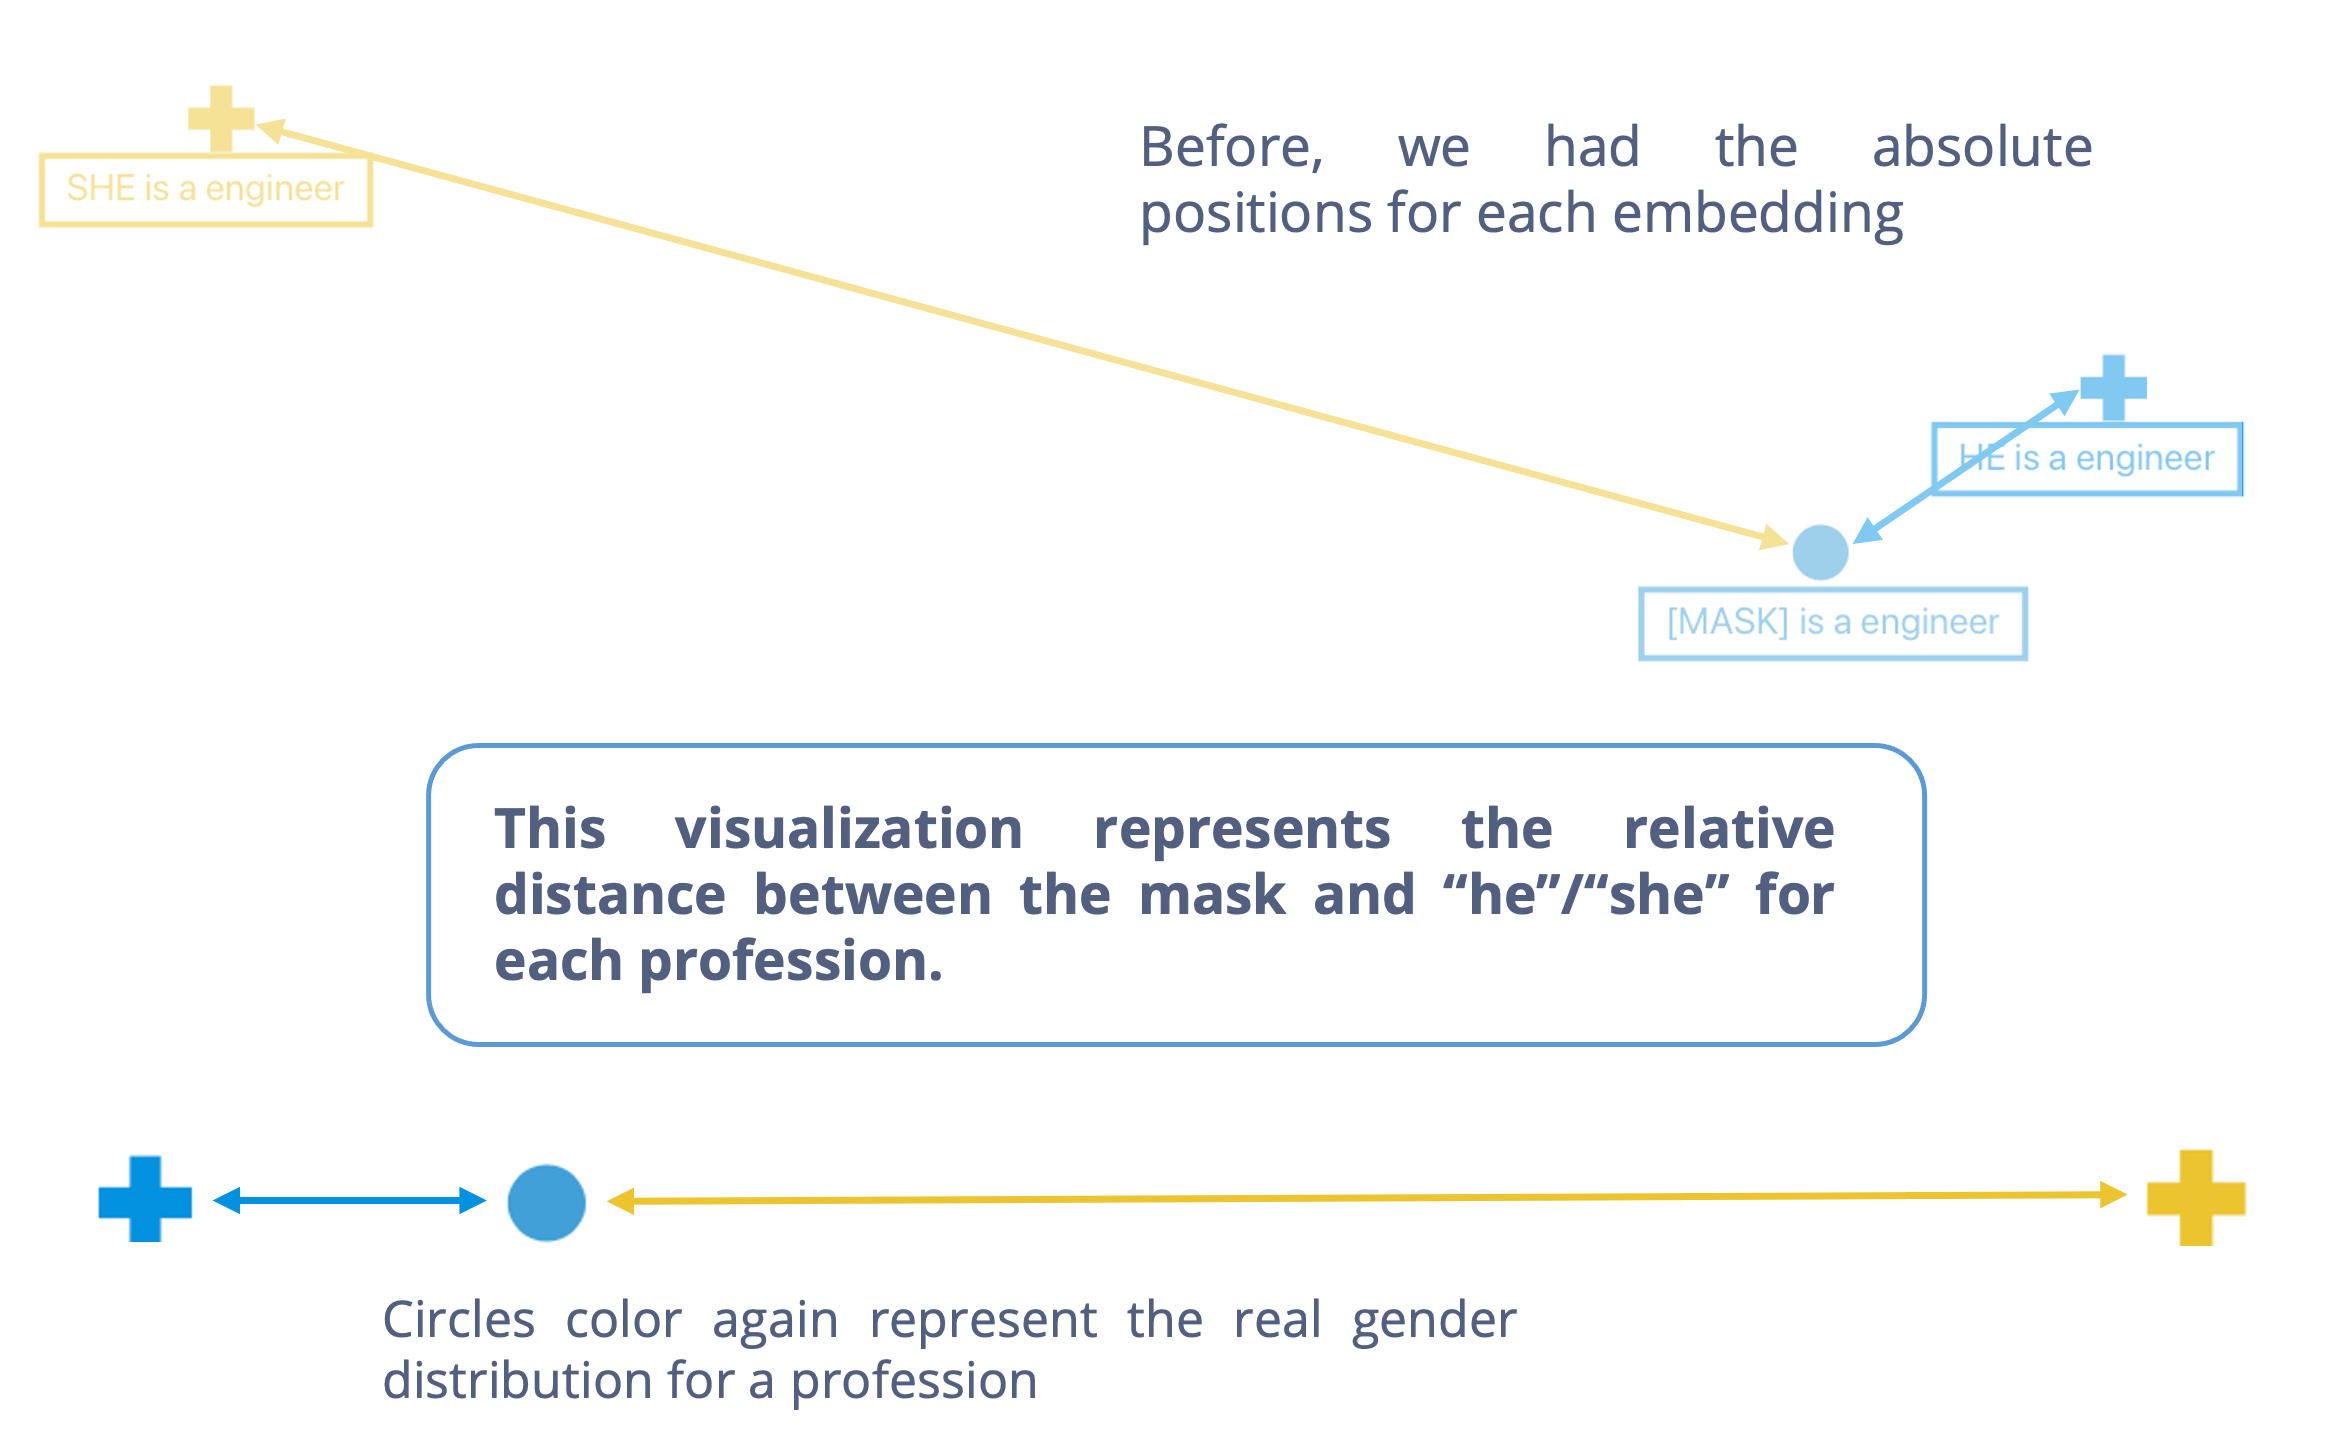 SHE is a engineer
Before, we had the absolute
positions for each embedding
HE is a engineer
[MASK] is a engineer
This visualization represents the relative
distance between the mask and “he”/“she” for
each profession.
Circles color again represent the real gender
distribution for a profession